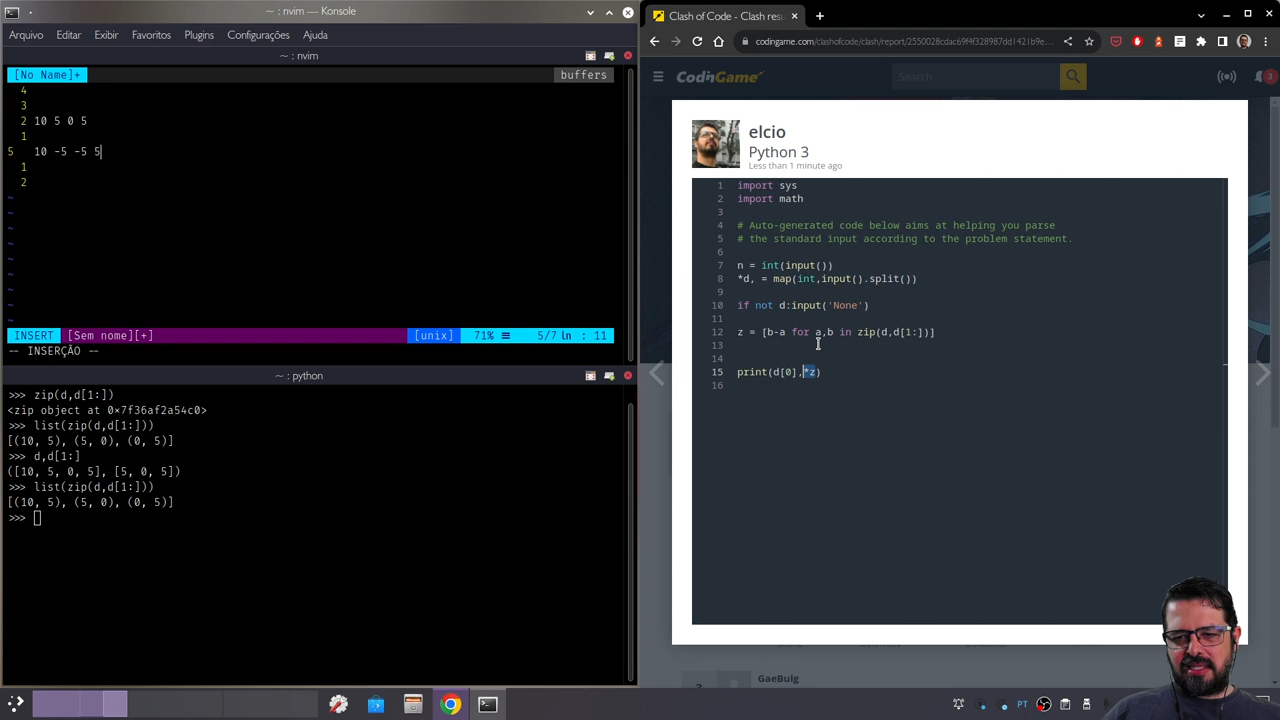 ~ : nvim — Konsole
Arquivo Editar Exibir Favoritos Plugins Configurações Ajuda
~ : nvim
[No Name]+ buffers
4
3
2 10 5 0 5
1
5 10 -5 -5 5
1
2
~
~
~
~
~
~
~
~
INSERT [Sem nome][+] [unix] 71% ≡ 5/7 ln : 11
-- INSERÇÃO --
~ : python
>>> zip(d,d[1:])
<zip object at 0×7f36af2a54c0>
>>> list(zip(d,d[1:]))
[(10, 5), (5, 0), (0, 5)]
>>> d,d[1:]
([10, 5, 0, 5], [5, 0, 5])
>>> list(zip(d,d[1:]))
[(10, 5), (5, 0), (0, 5)]
>>>
Clash of Code - Clash resu
codingame.com/clashofcode/clash/report/2550028cdac69f4f328987dd1421b9e...
CodinGame
Search
3
elcio
Python 3
Less than 1 minute ago
1 import sys
2 import math
3
4 # Auto-generated code below aims at helping you parse
5 # the standard input according to the problem statement.
6
7 n = int(input())
8 *d, = map(int,input().split())
9
10 if not d:input('None')
11
12 z = [b-a for a,b in zip(d,d[1:])]
13
14
15 print(d[0],*z)
16
GaeBulg
PT